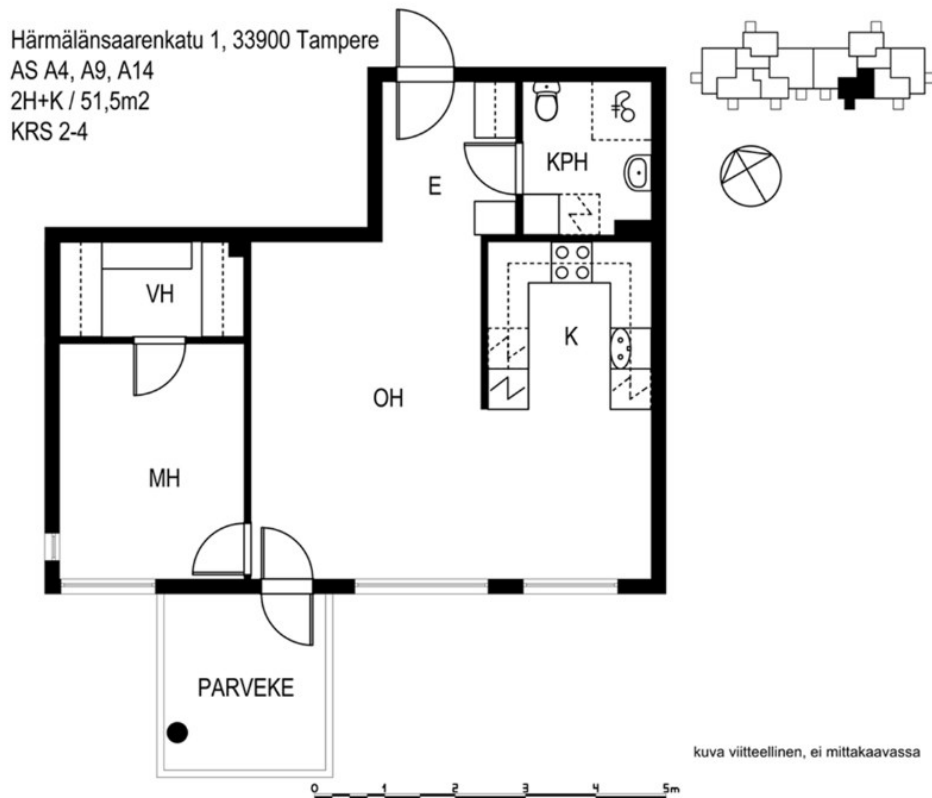 Härmälänsaarenkatu 1, 33900 Tampere
AS A4, A9, A14
2H+K / 51,5m2
KRS 2-4
KPH
E
VH
K
OH
MH
PARVEKE
kuva viitteellinen, ei mittakaavassa
0 1 2 3 4 5m